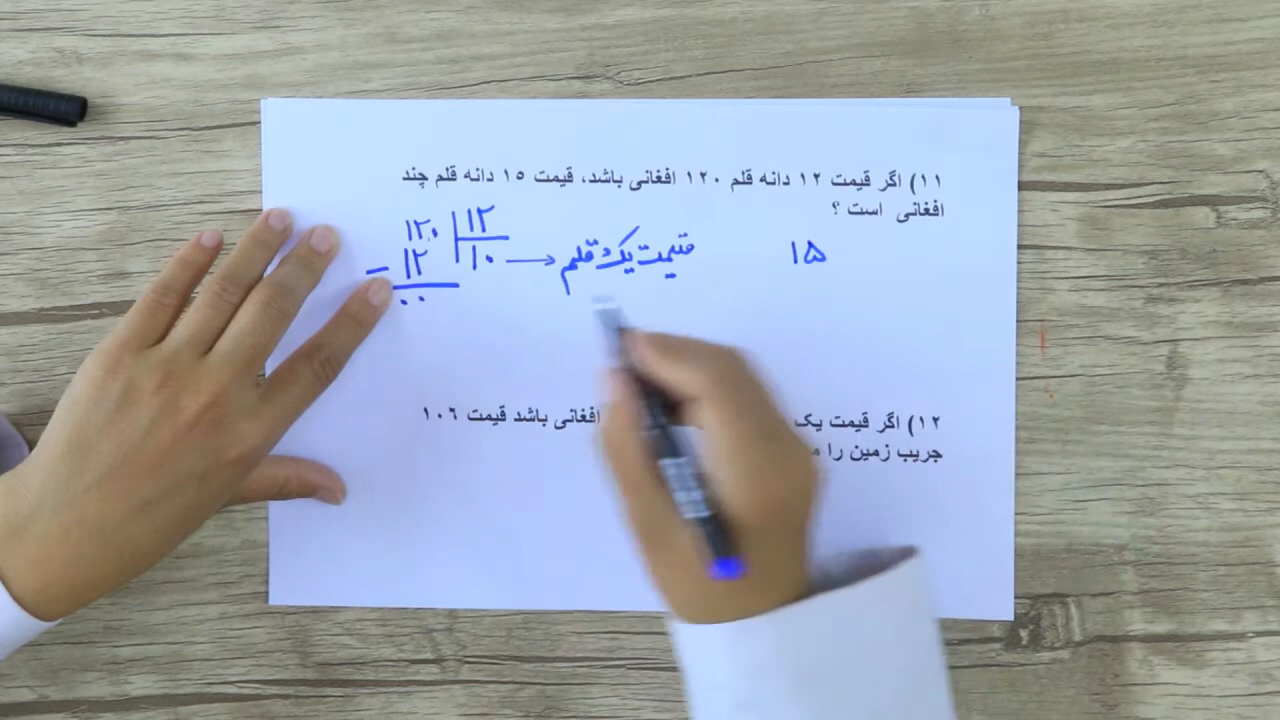 ۱۱) اگر قیمت ۱۲ دانه قلم ۱۲۰ افغانی باشد، قیمت ۱۵ دانه قلم چند
افغانی است ؟
۱۲۰ ۱۲
- ۱۲ ۱۰ → قیمت یک قلم
۰۰
۱۵
۱۲) اگر قیمت یک افغانی باشد قیمت ۱۰۶
جریب زمین را